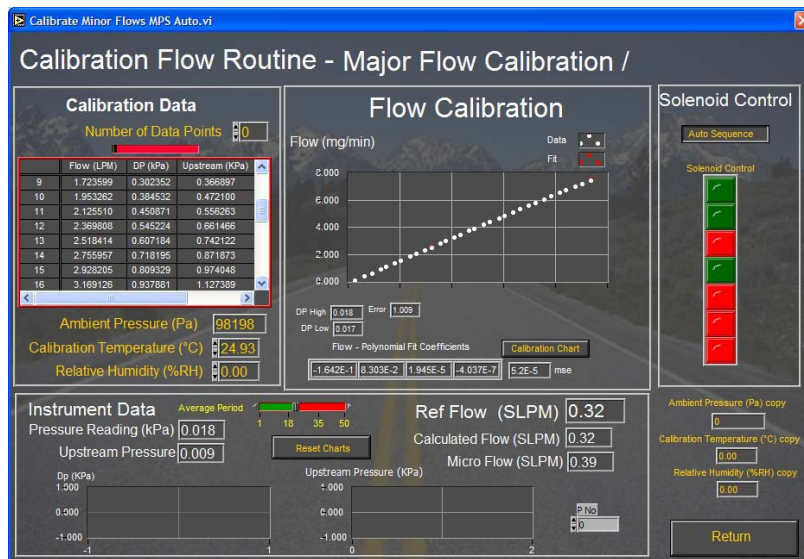 Calibrate Minor Flows MPS Auto.vi
Calibration Flow Routine - Major Flow Calibration /
Calibration Data
Number of Data Points 0
Flow (LPM) DP (kPa) Upstream (KPa)
9 1.723599 0.302352 0.366897
10 1.953262 0.384532 0.472100
11 2.125510 0.450871 0.556263
12 2.369808 0.545224 0.661466
13 2.518414 0.607184 0.742122
14 2.755957 0.718195 0.871873
15 2.928205 0.809329 0.974048
16 3.169126 0.937881 1.127389
Ambient Pressure (Pa) 98198
Calibration Temperature (°C) 24.93
Relative Humidity (%RH) 0.00
Flow Calibration
Flow (mg/min)
Data
Fit
8.000
6.000
4.000
2.000
0.000
DP High 0.018 Error 1.009
DP Low 0.017
Flow - Polynomial Fit Coefficients Calibration Chart
-1.642E-1 8.303E-2 1.945E-5 -4.037E-7 5.2E-5 mse
Solenoid Control
Auto Sequence
Solenoid Control
Instrument Data Average Period
1 18 35 50
Pressure Reading (kPa) 0.018
Upstream Pressure 0.009
Reset Charts
Ref Flow (SLPM) 0.32
Calculated Flow (SLPM) 0.32
Micro Flow (SLPM) 0.39
Dp (KPa)
1.000
0.000
-1.000
-1 1
Upstream Pressure (KPa)
1.000
0.000
-1.000
0 2
P No
0
Ambient Pressure (Pa) copy
0
Calibration Temperature (°C) copy
0.00
Relative Humidity (%RH) copy
0.00
Return